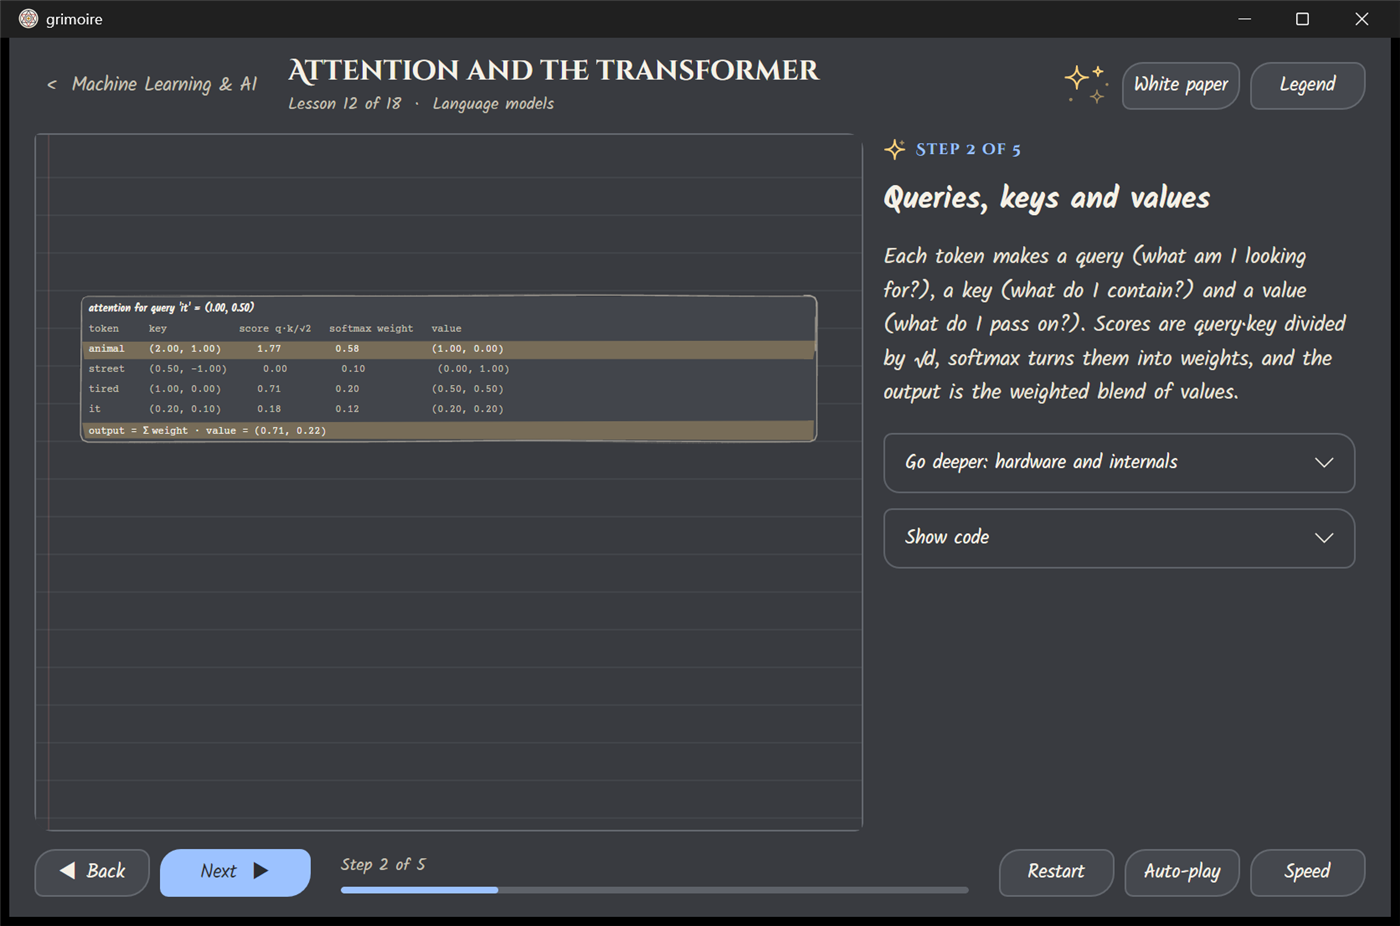 grimoire
< Machine Learning & AI
ATTENTION AND THE TRANSFORMER
Lesson 12 of 18 · Language models
White paper
Legend
attention for query 'it' = (1.00, 0.50)
token key score q·k/√2 softmax weight value
animal (2.00, 1.00) 1.77 0.58 (1.00, 0.00)
street (0.50, -1.00) 0.00 0.10 (0.00, 1.00)
tired (1.00, 0.00) 0.71 0.20 (0.50, 0.50)
it (0.20, 0.10) 0.18 0.12 (0.20, 0.20)
output = Σ weight · value = (0.71, 0.22)
STEP 2 OF 5
Queries, keys and values
Each token makes a query (what am I looking
for?), a key (what do I contain?) and a value
(what do I pass on?). Scores are query·key divided
by √d, softmax turns them into weights, and the
output is the weighted blend of values.
Go deeper: hardware and internals
Show code
Back
Next
Step 2 of 5
Restart
Auto-play
Speed